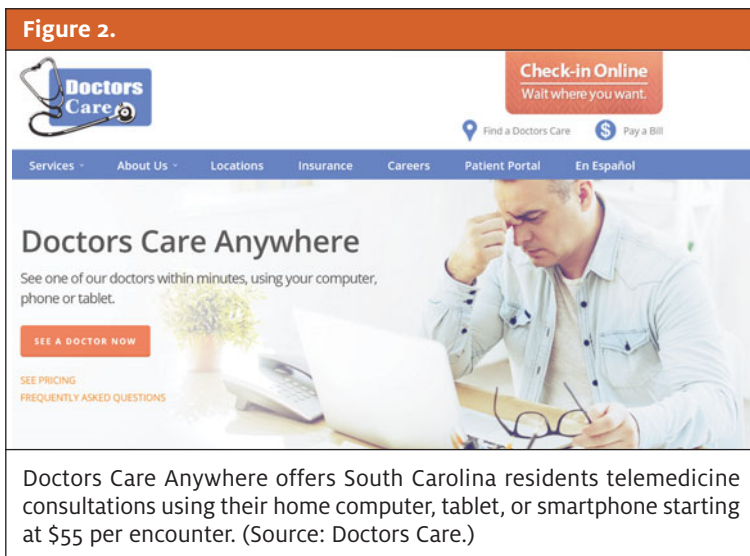 Figure 2.
Doctors
Care
Check-in Online
Wait where you want.
Find a Doctors Care
$ Pay a Bill
Services About Us Locations Insurance Careers Patient Portal En Español
Doctors Care Anywhere
See one of our doctors within minutes, using your computer,
phone or tablet.
SEE A DOCTOR NOW
SEE PRICING
FREQUENTLY ASKED QUESTIONS
Doctors Care Anywhere offers South Carolina residents telemedicine
consultations using their home computer, tablet, or smartphone starting
at $55 per encounter. (Source: Doctors Care.)